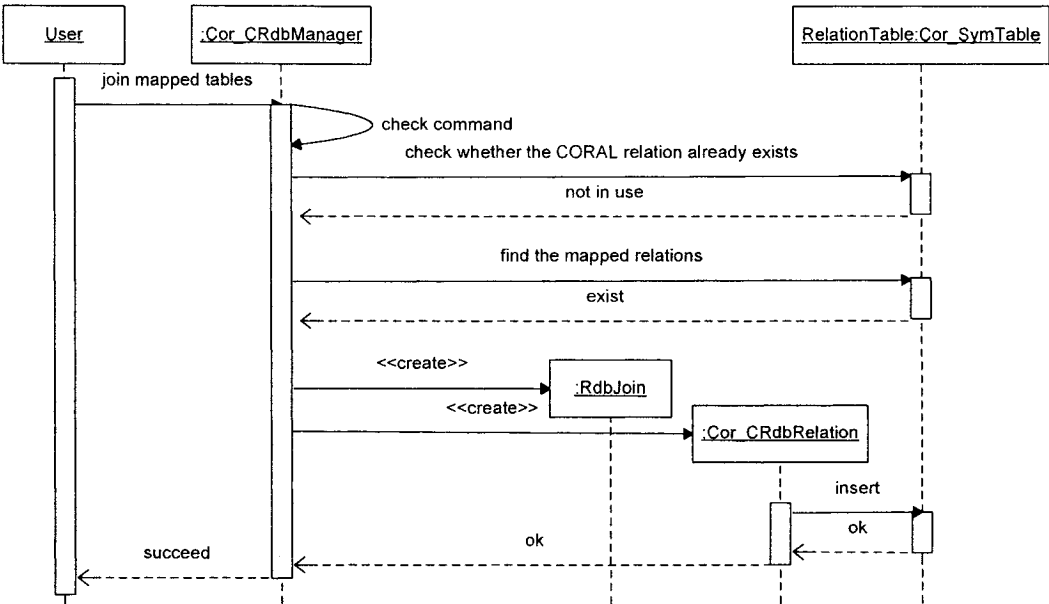 User
:Cor_CRdbManager
RelationTable:Cor_SymTable
join mapped tables
check command
check whether the CORAL relation already exists
not in use
find the mapped relations
exist
<<create>>
:RdbJoin
<<create>>
:Cor_CRdbRelation
insert
ok
ok
succeed